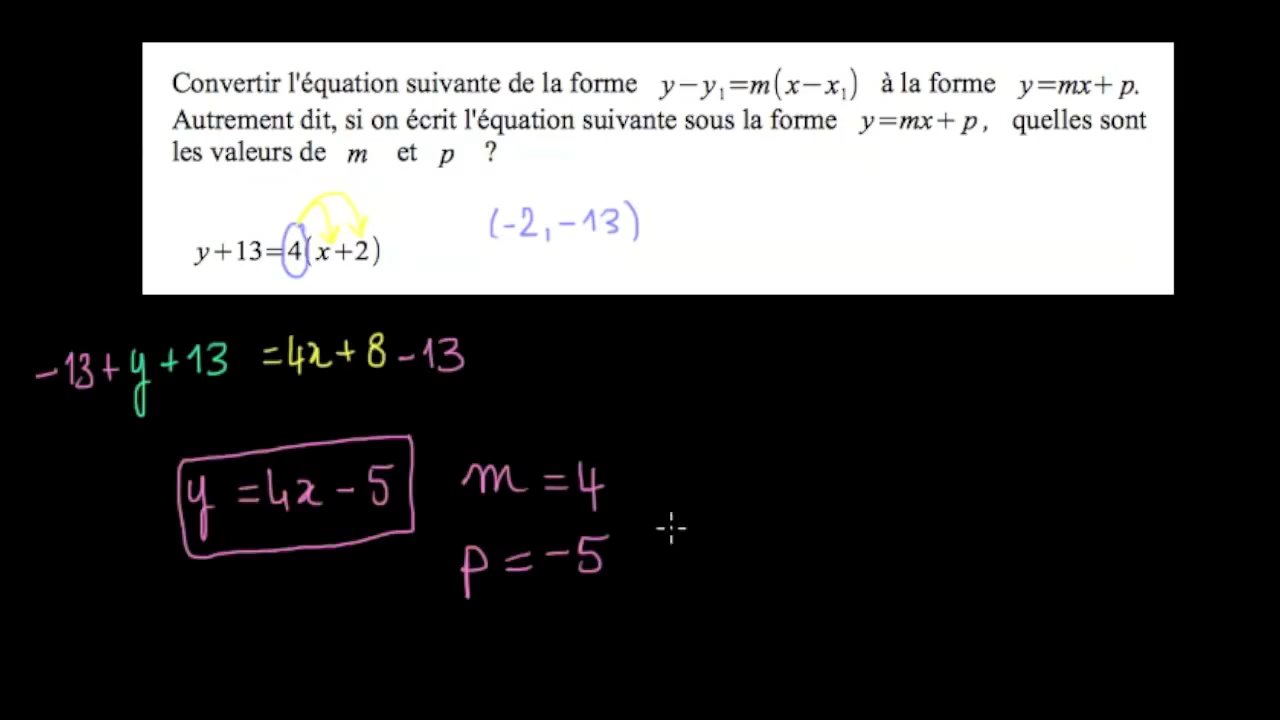 Convertir l'équation suivante de la forme y−y₁=m(x−x₁) à la forme y=mx+p.
Autrement dit, si on écrit l'équation suivante sous la forme y=mx+p, quelles sont
les valeurs de m et p ?
(-2,-13)
y+13=4(x+2)
-13+y+13 =4x+8-13
y =4x-5 m =4
p =-5